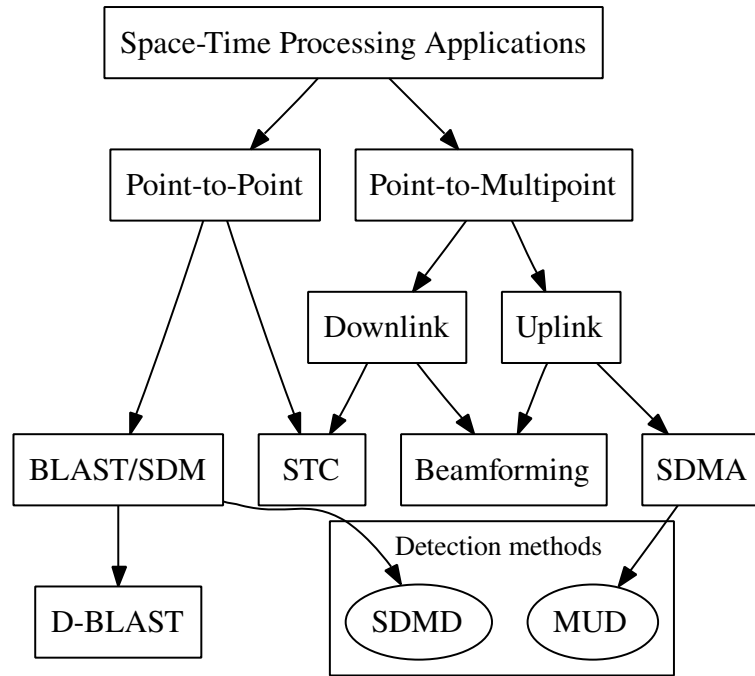 Space-Time Processing Applications
Point-to-Point
Point-to-Multipoint
Downlink
Uplink
BLAST/SDM
STC
Beamforming
SDMA
Detection methods
D-BLAST
SDMD
MUD